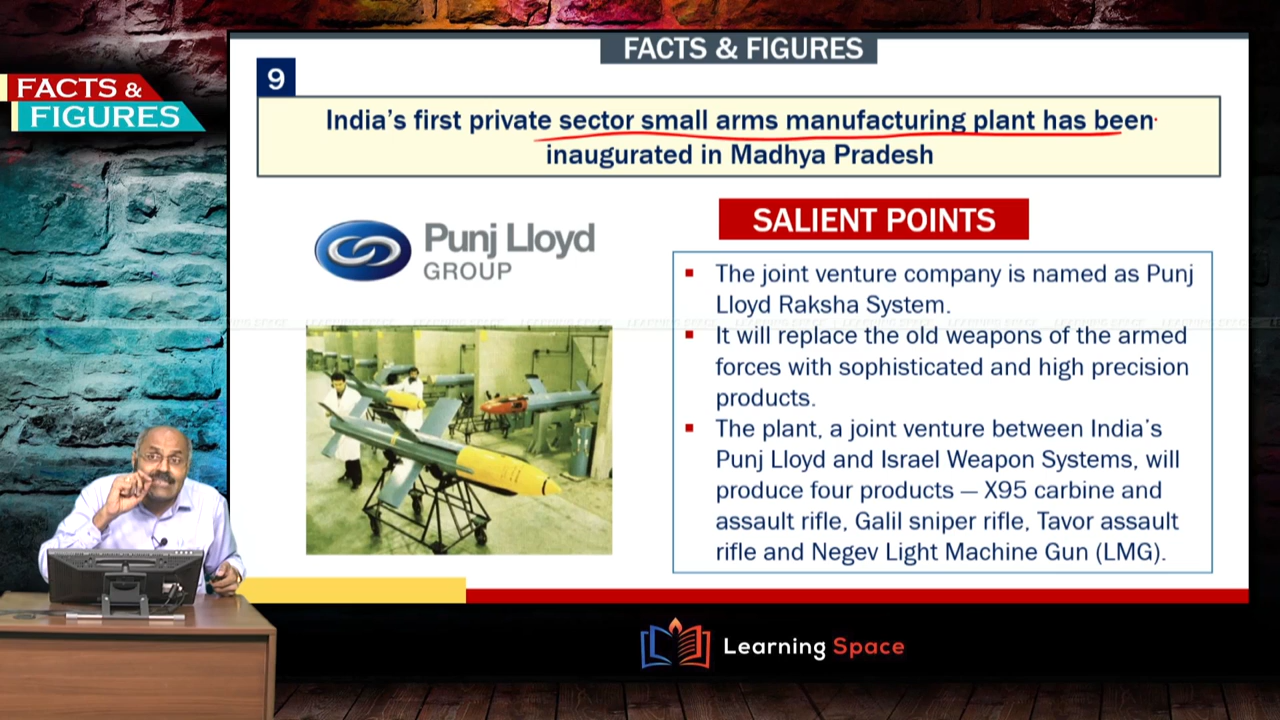 FACTS & FIGURES
FACTS &
FIGURES
9
India's first private sector small arms manufacturing plant has been
inaugurated in Madhya Pradesh
Punj Lloyd
GROUP
SALIENT POINTS
▪ The joint venture company is named as Punj
Lloyd Raksha System.
▪ It will replace the old weapons of the armed
forces with sophisticated and high precision
products.
▪ The plant, a joint venture between India's
Punj Lloyd and Israel Weapon Systems, will
produce four products — X95 carbine and
assault rifle, Galil sniper rifle, Tavor assault
rifle and Negev Light Machine Gun (LMG).
Learning Space